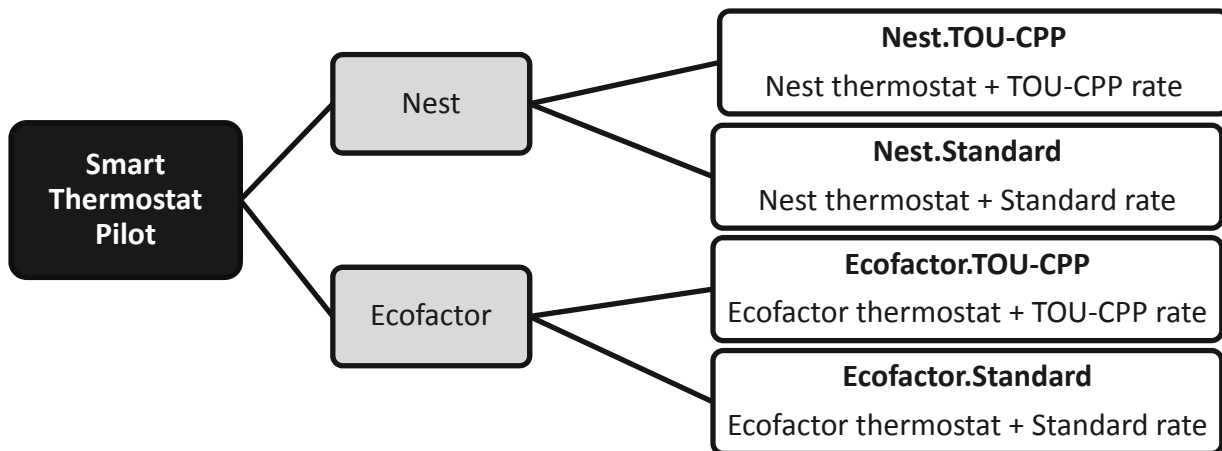 Smart
Thermostat
Pilot
Nest
Ecofactor
Nest.TOU-CPP
Nest thermostat + TOU-CPP rate
Nest.Standard
Nest thermostat + Standard rate
Ecofactor.TOU-CPP
Ecofactor thermostat + TOU-CPP rate
Ecofactor.Standard
Ecofactor thermostat + Standard rate